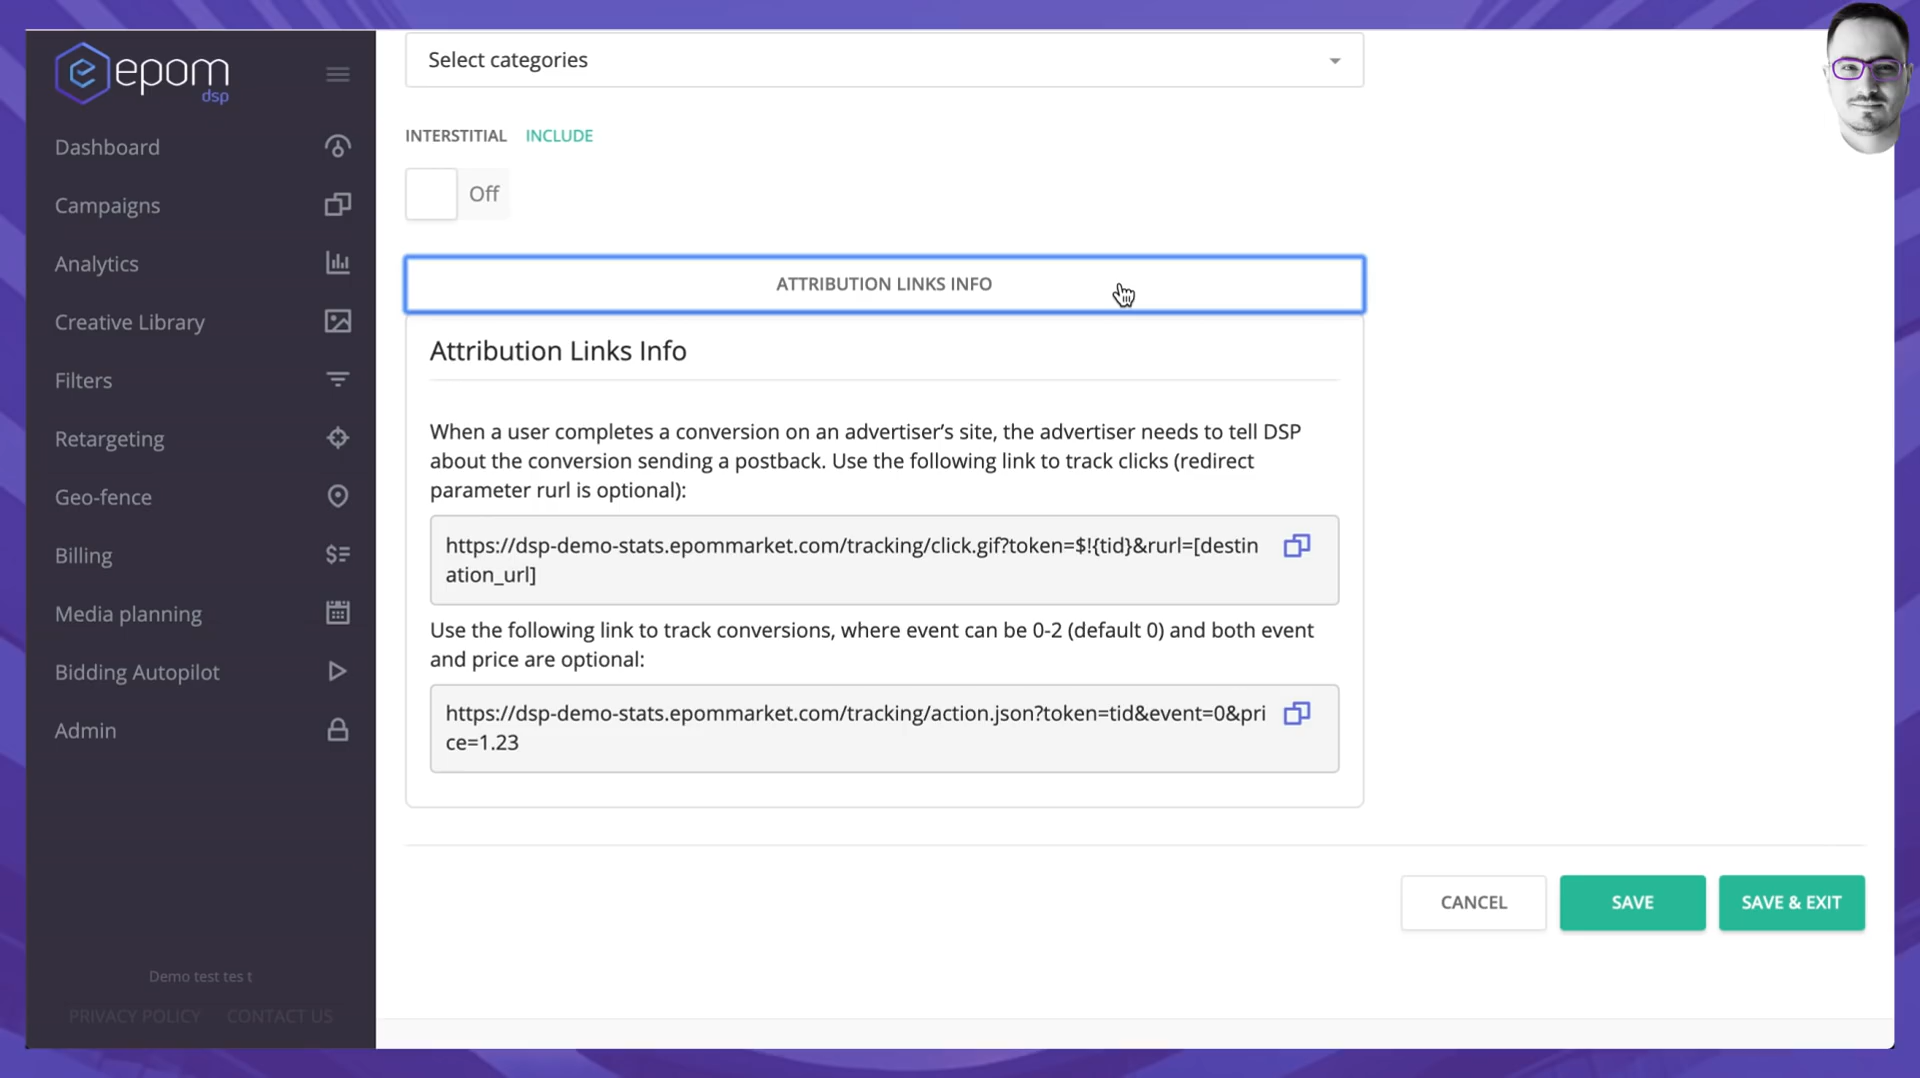 epom
dsp
Dashboard
Campaigns
Analytics
Creative Library
Filters
Retargeting
Geo-fence
Billing
Media planning
Bidding Autopilot
Admin
Demo test tes t
PRIVACY POLICY CONTACT US
Select categories
INTERSTITIAL INCLUDE
Off
ATTRIBUTION LINKS INFO
Attribution Links Info
When a user completes a conversion on an advertiser’s site, the advertiser needs to tell DSP
about the conversion sending a postback. Use the following link to track clicks (redirect
parameter rurl is optional):
https://dsp-demo-stats.epommarket.com/tracking/click.gif?token=$!{tid}&rurl=[destin
ation_url]
Use the following link to track conversions, where event can be 0-2 (default 0) and both event
and price are optional:
https://dsp-demo-stats.epommarket.com/tracking/action.json?token=tid&event=0&pri
ce=1.23
CANCEL
SAVE
SAVE & EXIT